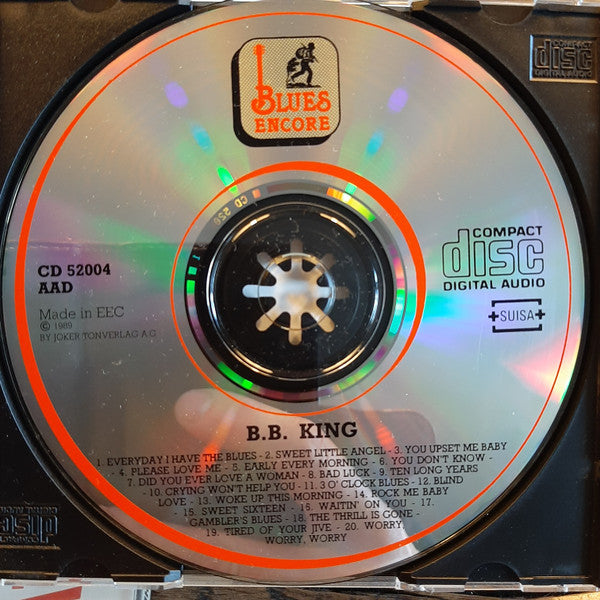 BLUES
ENCORE
COMPACT
disc
DIGITAL AUDIO
COMPACT
disc
DIGITAL AUDIO
CD 52004
AAD
Made in EEC
© 1989
BY JOKER TONVERLAG A.G
SUISA
B.B. KING
1. EVERYDAY I HAVE THE BLUES - 2. SWEET LITTLE ANGEL - 3. YOU UPSET ME BABY
- 4. PLEASE LOVE ME - 5. EARLY EVERY MORNING - 6. YOU DON'T KNOW -
7. DID YOU EVER LOVE A WOMAN - 8. BAD LUCK - 9. TEN LONG YEARS
10. CRYING WON'T HELP YOU - 11. 3 O' CLOCK BLUES - 12. BLIND
LOVE - 13. WOKE UP THIS MORNING - 14. ROCK ME BABY
15. SWEET SIXTEEN - 16. WAITIN' ON YOU - 17.
GAMBLER'S BLUES - 18. THE THRILL IS GONE -
19. TIRED OF YOUR JIVE - 20. WORRY,
WORRY, WORRY
disc